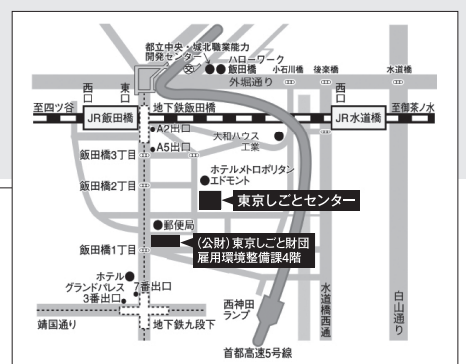 都立中央・城北職業能力
開発センター
ハローワーク
飯田橋
小石川橋
後楽橋
水道橋
外堀通り
西口
東口
西口
至四ツ谷
地下鉄飯田橋
至御茶ノ水
JR飯田橋
JR水道橋
A2出口
大和ハウス
工業
A5出口
飯田橋3丁目
ホテルメトロポリタン
エドモント
飯田橋2丁目
東京しごとセンター
郵便局
(公財)東京しごと財団
雇用環境整備課4階
飯田橋1丁目
ホテル
グランドパレス
7番出口
3番出口
西神田
ランプ
水道橋西通り
白山通り
靖国通り
地下鉄九段下
首都高速5号線